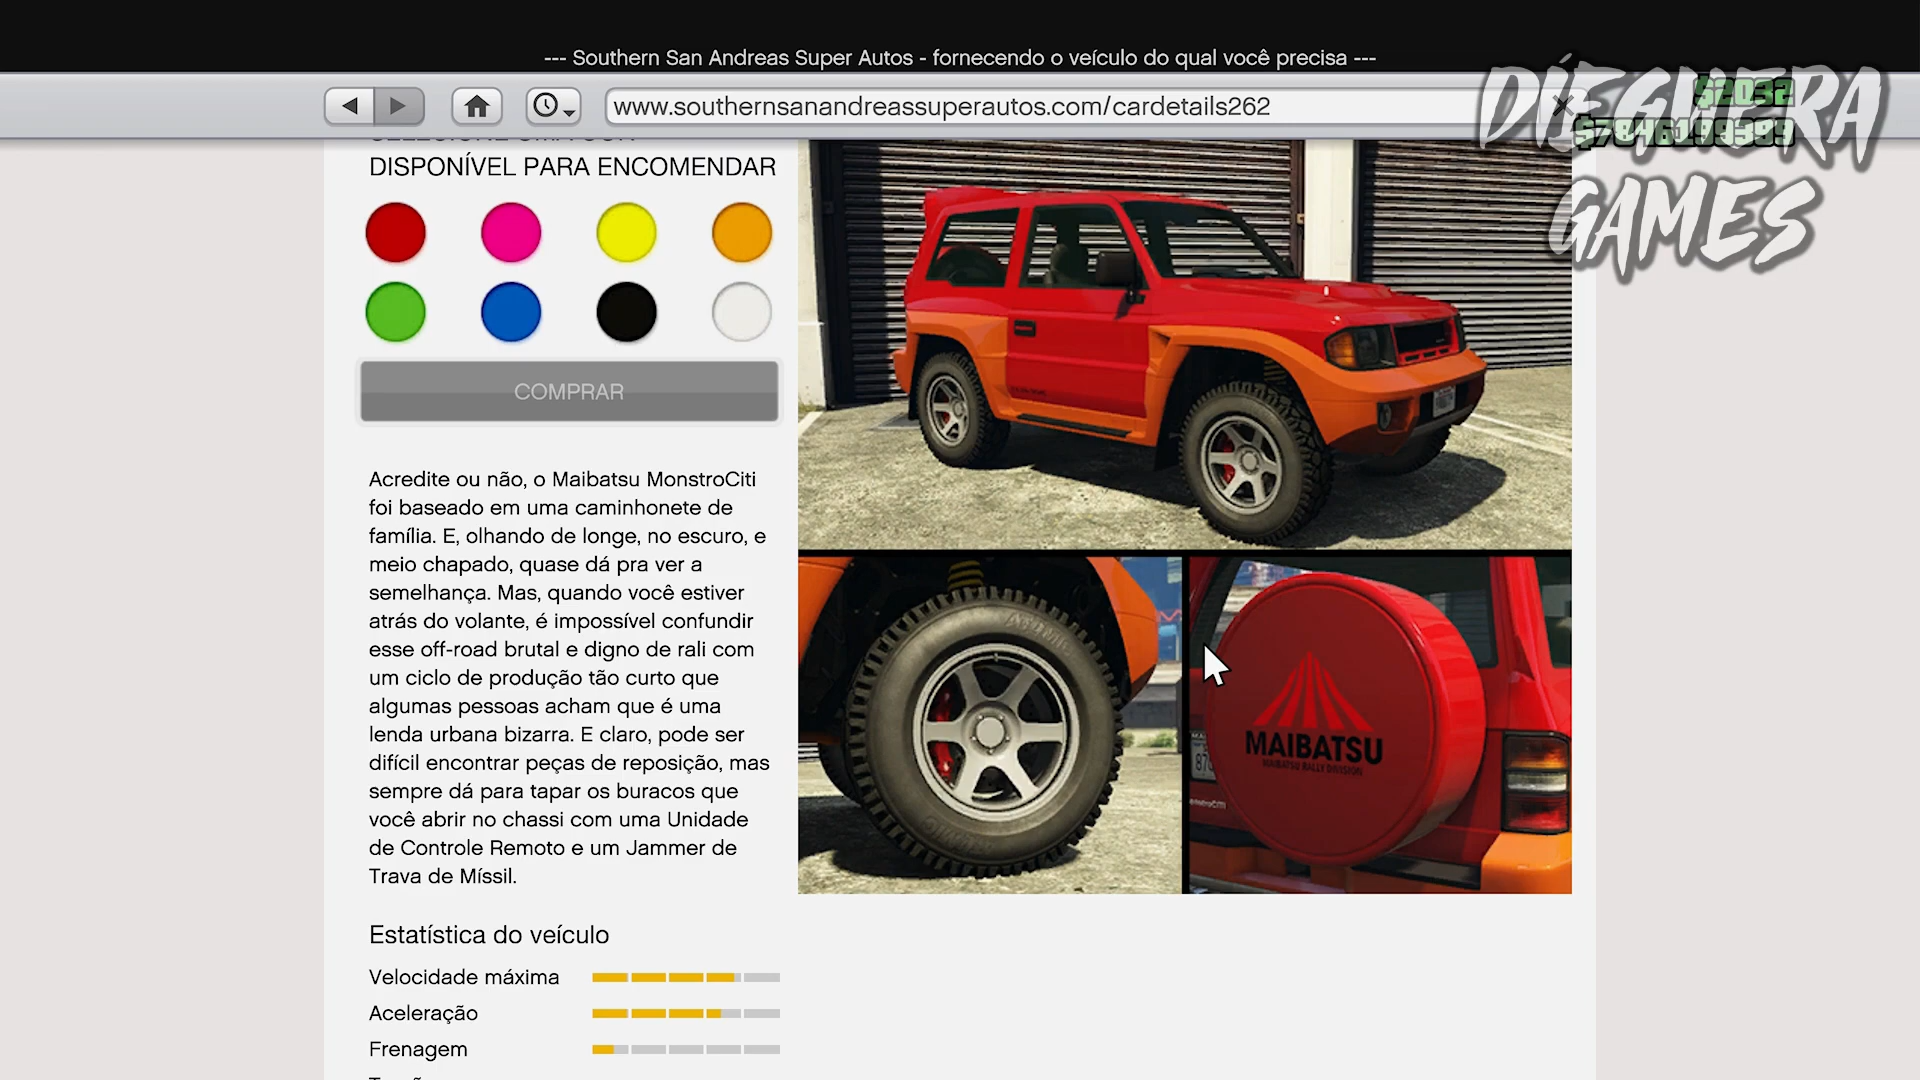 --- Southern San Andreas Super Autos - fornecendo o veículo do qual você precisa ---
www.southernsanandreassuperautos.com/cardetails262
$2032
$7846199399
DÍEGUERA
GAMES
DISPONÍVEL PARA ENCOMENDAR
COMPRAR
Acredite ou não, o Maibatsu MonstroCiti
foi baseado em uma caminhonete de
família. E, olhando de longe, no escuro, e
meio chapado, quase dá pra ver a
semelhança. Mas, quando você estiver
atrás do volante, é impossível confundir
esse off-road brutal e digno de rali com
um ciclo de produção tão curto que
algumas pessoas acham que é uma
lenda urbana bizarra. E claro, pode ser
difícil encontrar peças de reposição, mas
sempre dá para tapar os buracos que
você abrir no chassi com uma Unidade
de Controle Remoto e um Jammer de
Trava de Míssil.
MAIBATSU
MAIBATSU RALLY DIVISION
Estatística do veículo
Velocidade máxima
Aceleração
Frenagem